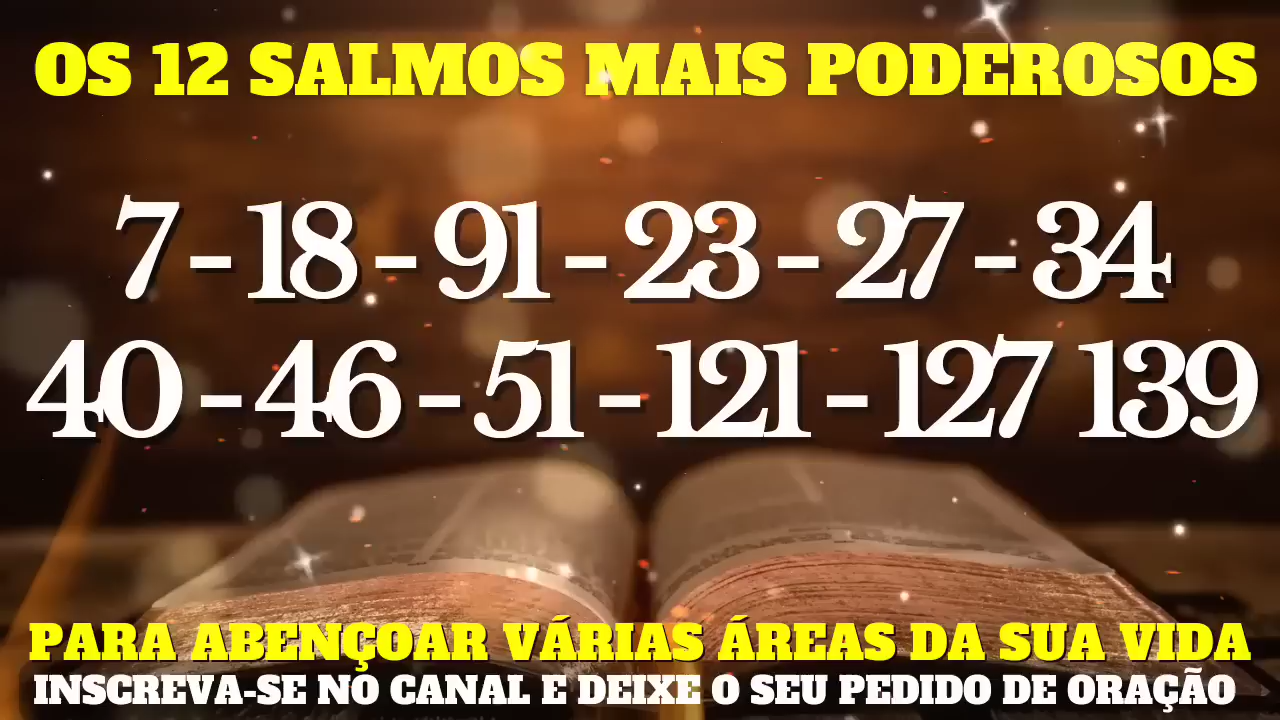 OS 12 SALMOS MAIS PODEROSOS
7 - 18 - 91 - 23 - 27 - 34
40 - 46 - 51 - 121 - 127 139
PARA ABENÇOAR VÁRIAS ÁREAS DA SUA VIDA
INSCREVA-SE NO CANAL E DEIXE O SEU PEDIDO DE ORAÇÃO